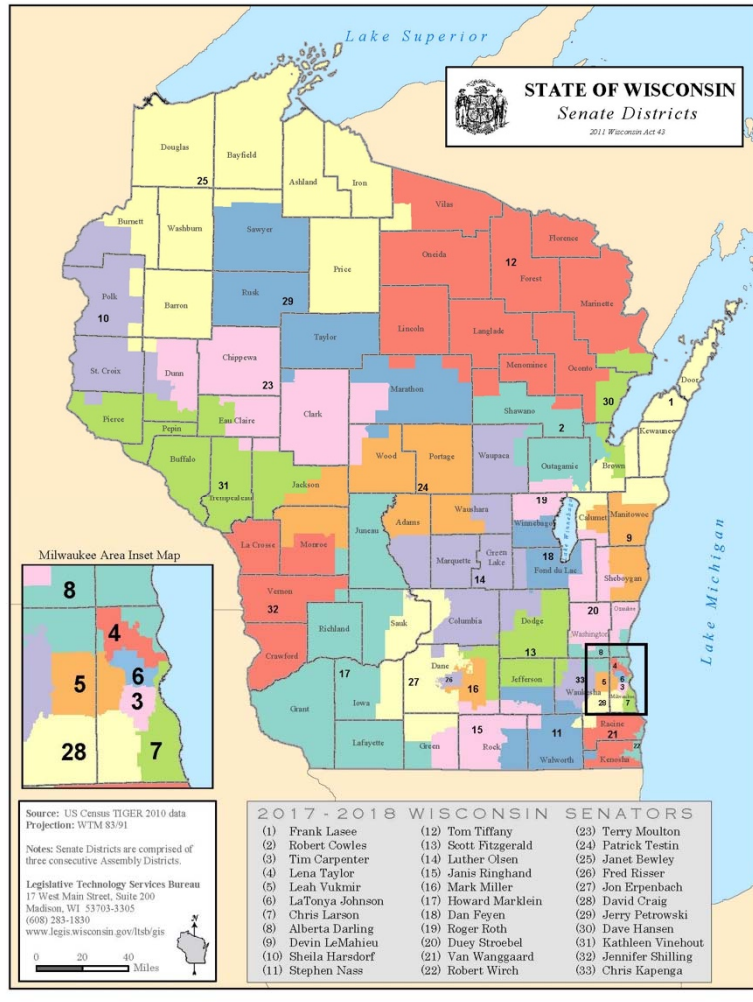 Lake Superior
STATE OF WISCONSIN
Senate Districts
2011 Wisconsin Act 43
Douglas
Bayfield
25
Ashland
Iron
Vilas
Burnett
Washburn
Sawyer
Florence
Oneida
12
Forest
Price
Polk
10
Barron
Rusk
29
Marinette
Lincoln
Langlade
Taylor
Chippewa
23
St. Croix
Dunn
Menominee
Oconto
Door
Marathon
Clark
30
1
Shawano
2
Pierce
Eau Claire
Pepin
Kewaunee
Wood
Portage
Waupaca
Outagamie
Brown
Buffalo
31
Trempealeau
Jackson
24
19
Adams
Waushara
Winnebago
Lake Winnebago
Calumet
Manitowoc
9
Juneau
La Crosse
Monroe
Marquette
Green Lake
14
18
Fond du Lac
Sheboygan
Vernon
32
20
Ozaukee
Washington
Richland
Sauk
Columbia
Dodge
13
Crawford
Lake Michigan
17
Iowa
27
Dane
26
16
Jefferson
33
Waukesha
8
4
5
6
3
28
Milwaukee
7
Grant
Lafayette
Green
15
Rock
11
Walworth
Racine
21
22
Kenosha
Milwaukee Area Inset Map
8
4
5
6
3
28
7
Source: US Census TIGER 2010 data
Projection: WTM 83/91
Notes: Senate Districts are comprised of
three consecutive Assembly Districts.
Legislative Technology Services Bureau
17 West Main Street, Suite 200
Madison, WI 53703-3305
(608) 283-1830
www.legis.wisconsin.gov/ltsb/gis
N
0 20 40
Miles
2017-2018 WISCONSIN SENATORS
(1) Frank Lasee
(2) Robert Cowles
(3) Tim Carpenter
(4) Lena Taylor
(5) Leah Vukmir
(6) LaTonya Johnson
(7) Chris Larson
(8) Alberta Darling
(9) Devin LeMahieu
(10) Sheila Harsdorf
(11) Stephen Nass
(12) Tom Tiffany
(13) Scott Fitzgerald
(14) Luther Olsen
(15) Janis Ringhand
(16) Mark Miller
(17) Howard Marklein
(18) Dan Feyen
(19) Roger Roth
(20) Duey Stroebel
(21) Van Wanggaard
(22) Robert Wirch
(23) Terry Moulton
(24) Patrick Testin
(25) Janet Bewley
(26) Fred Risser
(27) Jon Erpenbach
(28) David Craig
(29) Jerry Petrowski
(30) Dave Hansen
(31) Kathleen Vinehout
(32) Jennifer Shilling
(33) Chris Kapenga